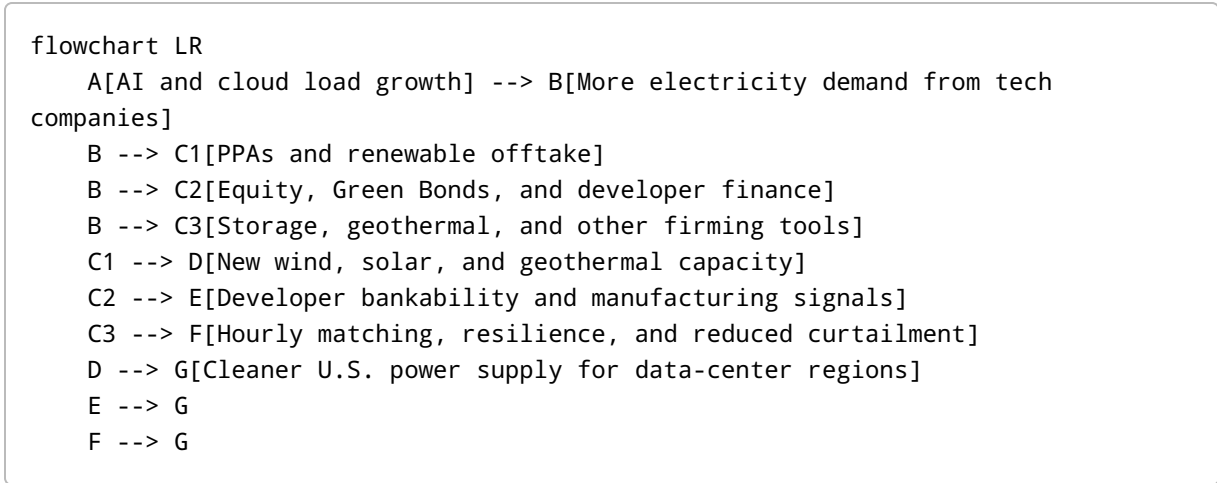 flowchart LR
    A[AI and cloud load growth] --> B[More electricity demand from tech
companies]
    B --> C1[PPAs and renewable offtake]
    B --> C2[Equity, Green Bonds, and developer finance]
    B --> C3[Storage, geothermal, and other firming tools]
    C1 --> D[New wind, solar, and geothermal capacity]
    C2 --> E[Developer bankability and manufacturing signals]
    C3 --> F[Hourly matching, resilience, and reduced curtailment]
    D --> G[Cleaner U.S. power supply for data-center regions]
    E --> G
    F --> G